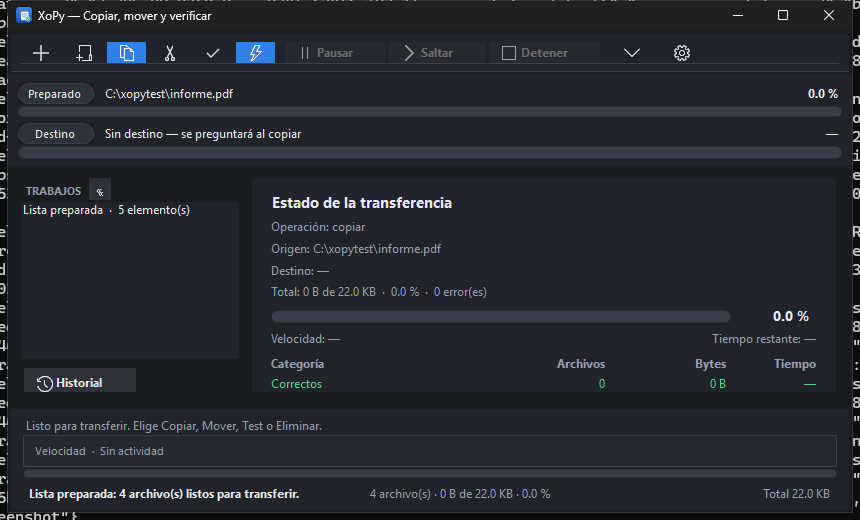 XoPy — Copiar, mover y verificar
Pausar Saltar Detener
Preparado C:\xopytest\informe.pdf 0.0 %
Destino Sin destino — se preguntará al copiar —
TRABAJOS «
Lista preparada · 5 elemento(s)
Historial
Estado de la transferencia
Operación: copiar
Origen: C:\xopytest\informe.pdf
Destino: —
Total: 0 B de 22.0 KB · 0.0 % · 0 error(es)
0.0 %
Velocidad: — Tiempo restante: —
Categoría Archivos Bytes Tiempo
Correctos 0 0 B —
Listo para transferir. Elige Copiar, Mover, Test o Eliminar.
Velocidad · Sin actividad
Lista preparada: 4 archivo(s) listos para transferir. 4 archivo(s) · 0 B de 22.0 KB · 0.0 % Total 22.0 KB
eenshot"}